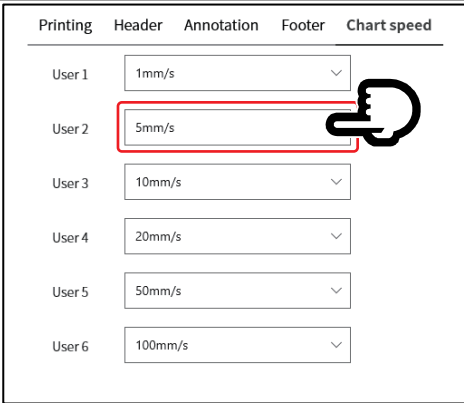 Printing Header Annotation Footer Chart speed
User 1 1mm/s
User 2 5mm/s
User 3 10mm/s
User 4 20mm/s
User 5 50mm/s
User 6 100mm/s